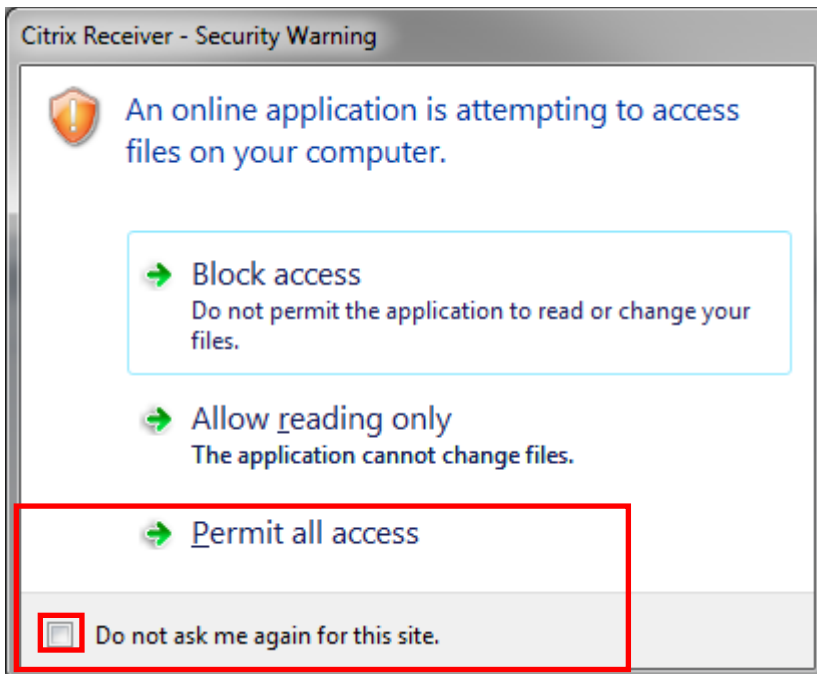 Citrix Receiver - Security Warning
An online application is attempting to access
files on your computer.
Block access
Do not permit the application to read or change your
files.
Allow reading only
The application cannot change files.
Permit all access
Do not ask me again for this site.